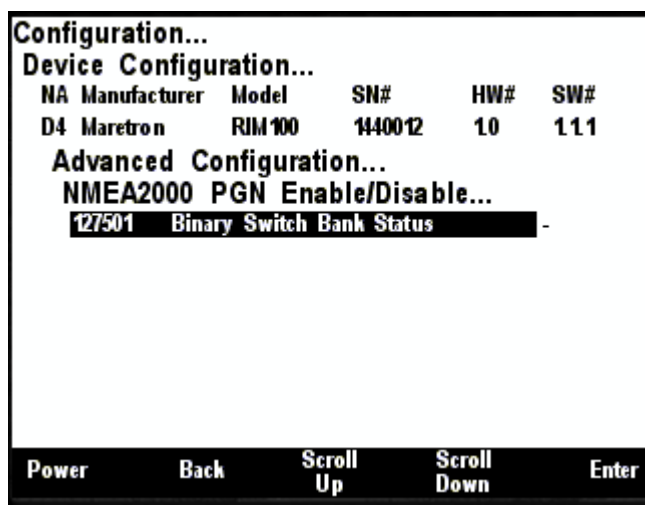 Configuration...
Device Configuration...
NA Manufacturer Model SN# HW# SW#
D4 Maretron RIM100 1440012 1.0 1.1.1
Advanced Configuration...
NMEA2000 PGN Enable/Disable...
127501 Binary Switch Bank Status -
Power Back Scroll Up Scroll Down Enter